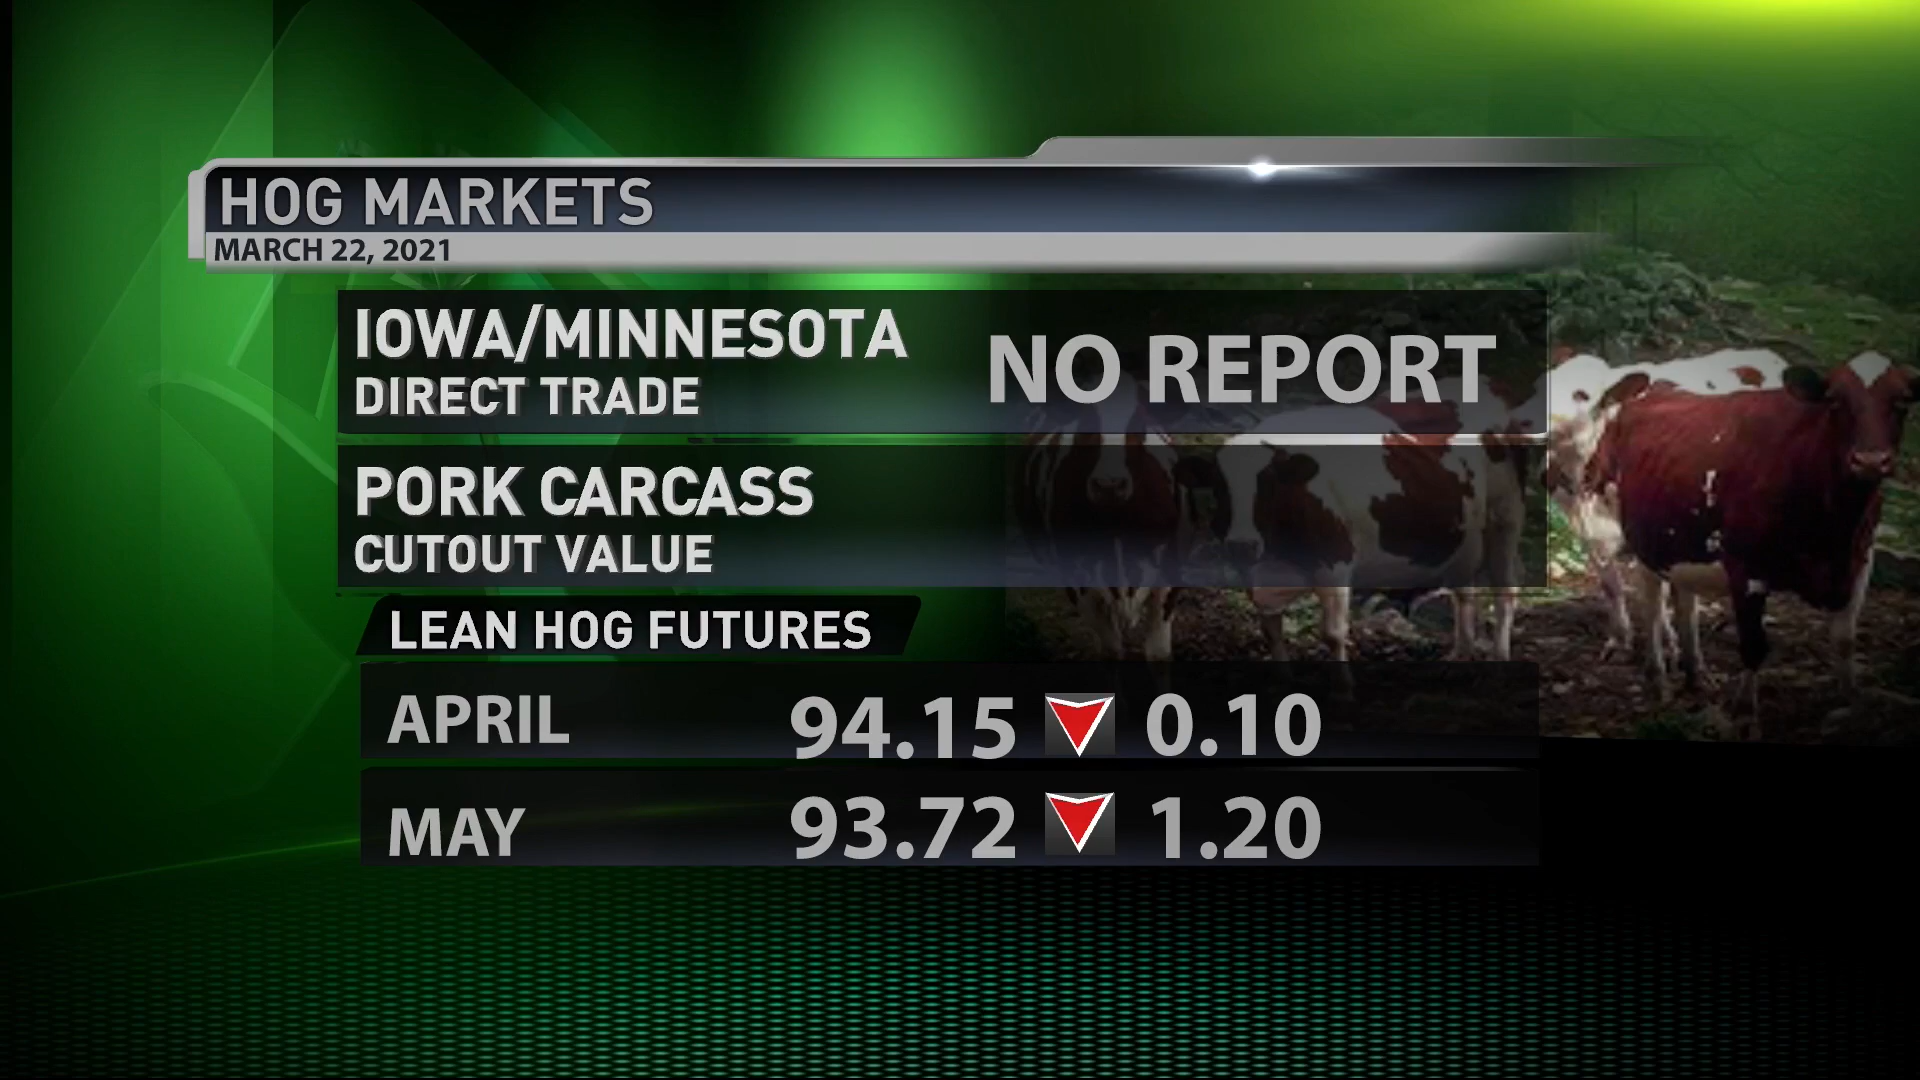 HOG MARKETS
MARCH 22, 2021
IOWA/MINNESOTA
DIRECT TRADE
NO REPORT
PORK CARCASS
CUTOUT VALUE
LEAN HOG FUTURES
APRIL 94.15 0.10
MAY 93.72 1.20